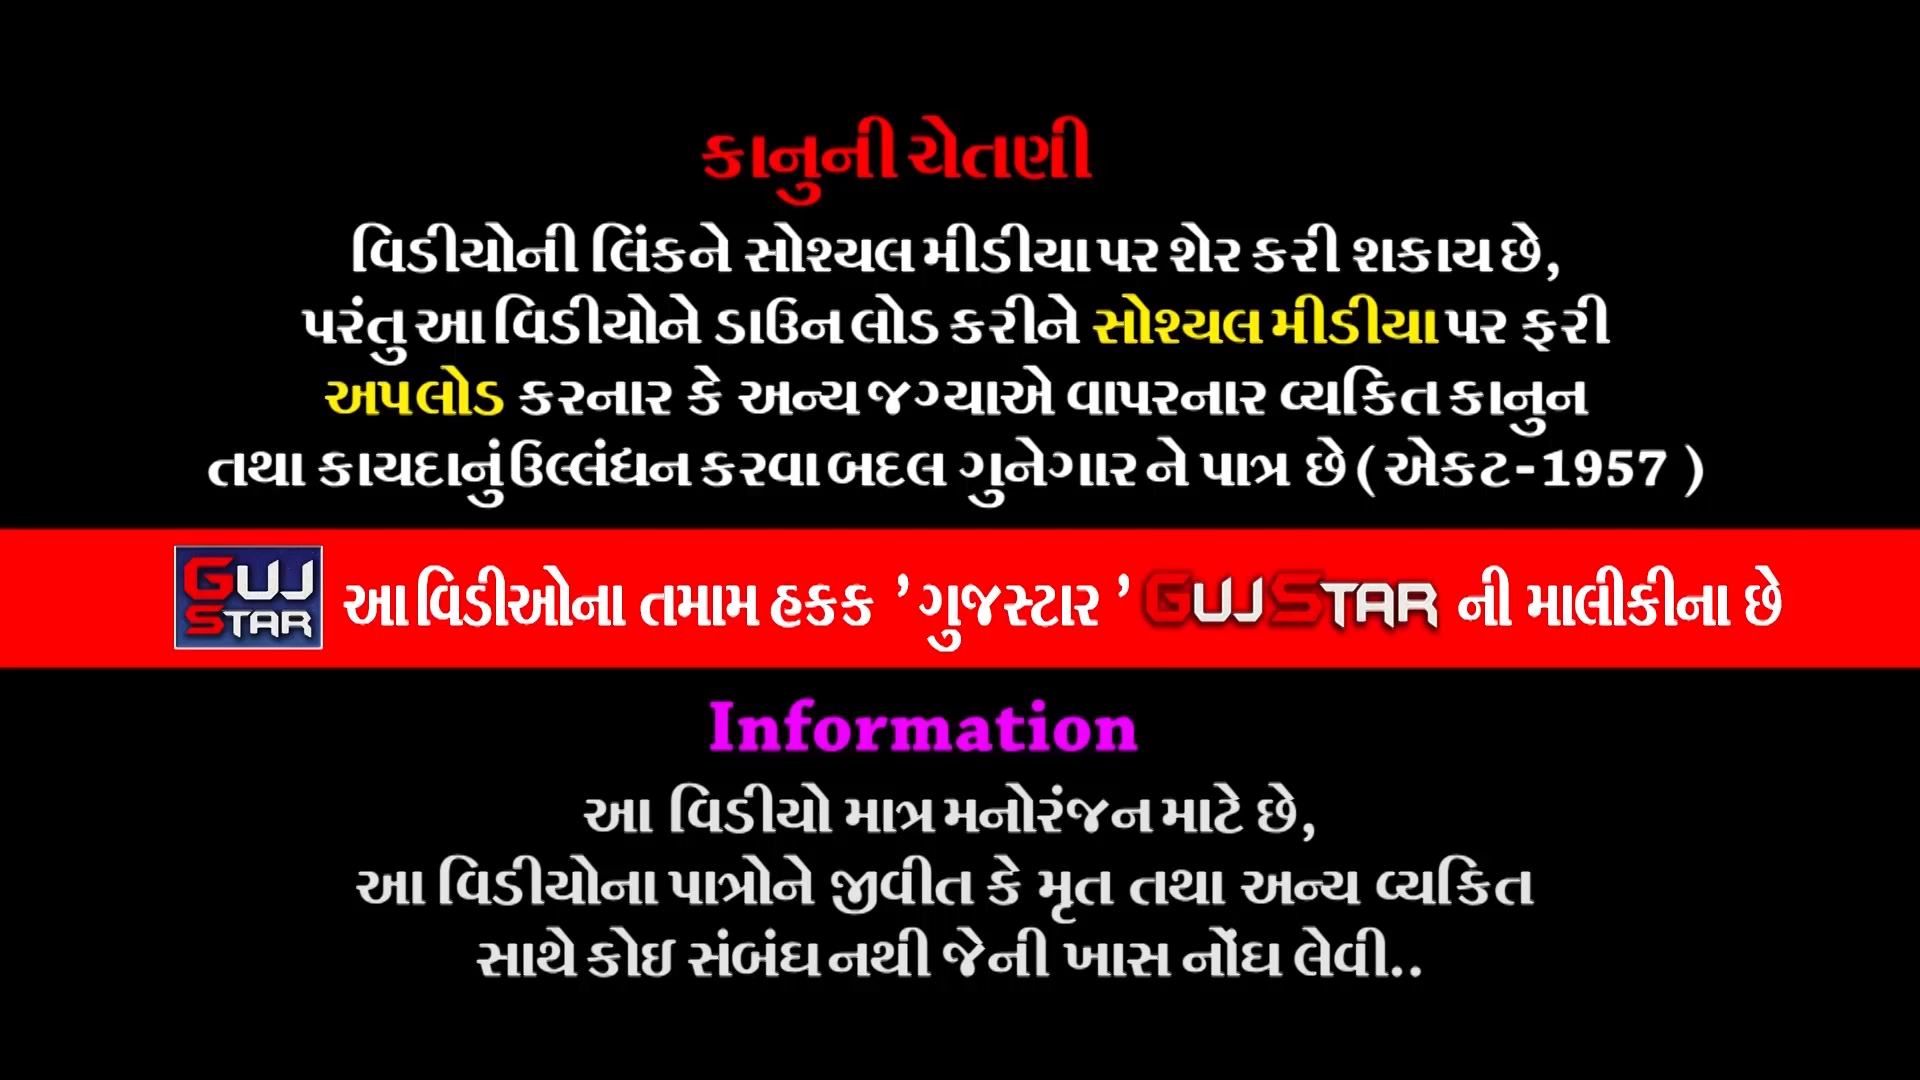 કાનુની ચેતણી
વિડીયોની લિંકને સોશ્યલ મીડીયા પર શેર કરી શકાય છે,
પરંતુ આ વિડીયોને ડાઉન લોડ કરીને સોશ્યલ મીડીયા પર ફરી
અપલોડ કરનાર કે અન્ય જગ્યાએ વાપરનાર વ્યકિત કાનુન
તથા કાયદાનું ઉલ્લંઘન કરવા બદલ ગુનેગાર ને પાત્ર છે ( એકટ-1957 )
GUJ STAR આ વિડીઓના તમામ હકક ’ ગુજસ્ટાર ’ GUJ STAR ની માલીકીના છે
Information
આ વિડીયો માત્ર મનોરંજન માટે છે,
આ વિડીયોના પાત્રોને જીવીત કે મૃત તથા અન્ય વ્યકિત
સાથે કોઇ સંબંઘ નથી જેની ખાસ નોંઘ લેવી..